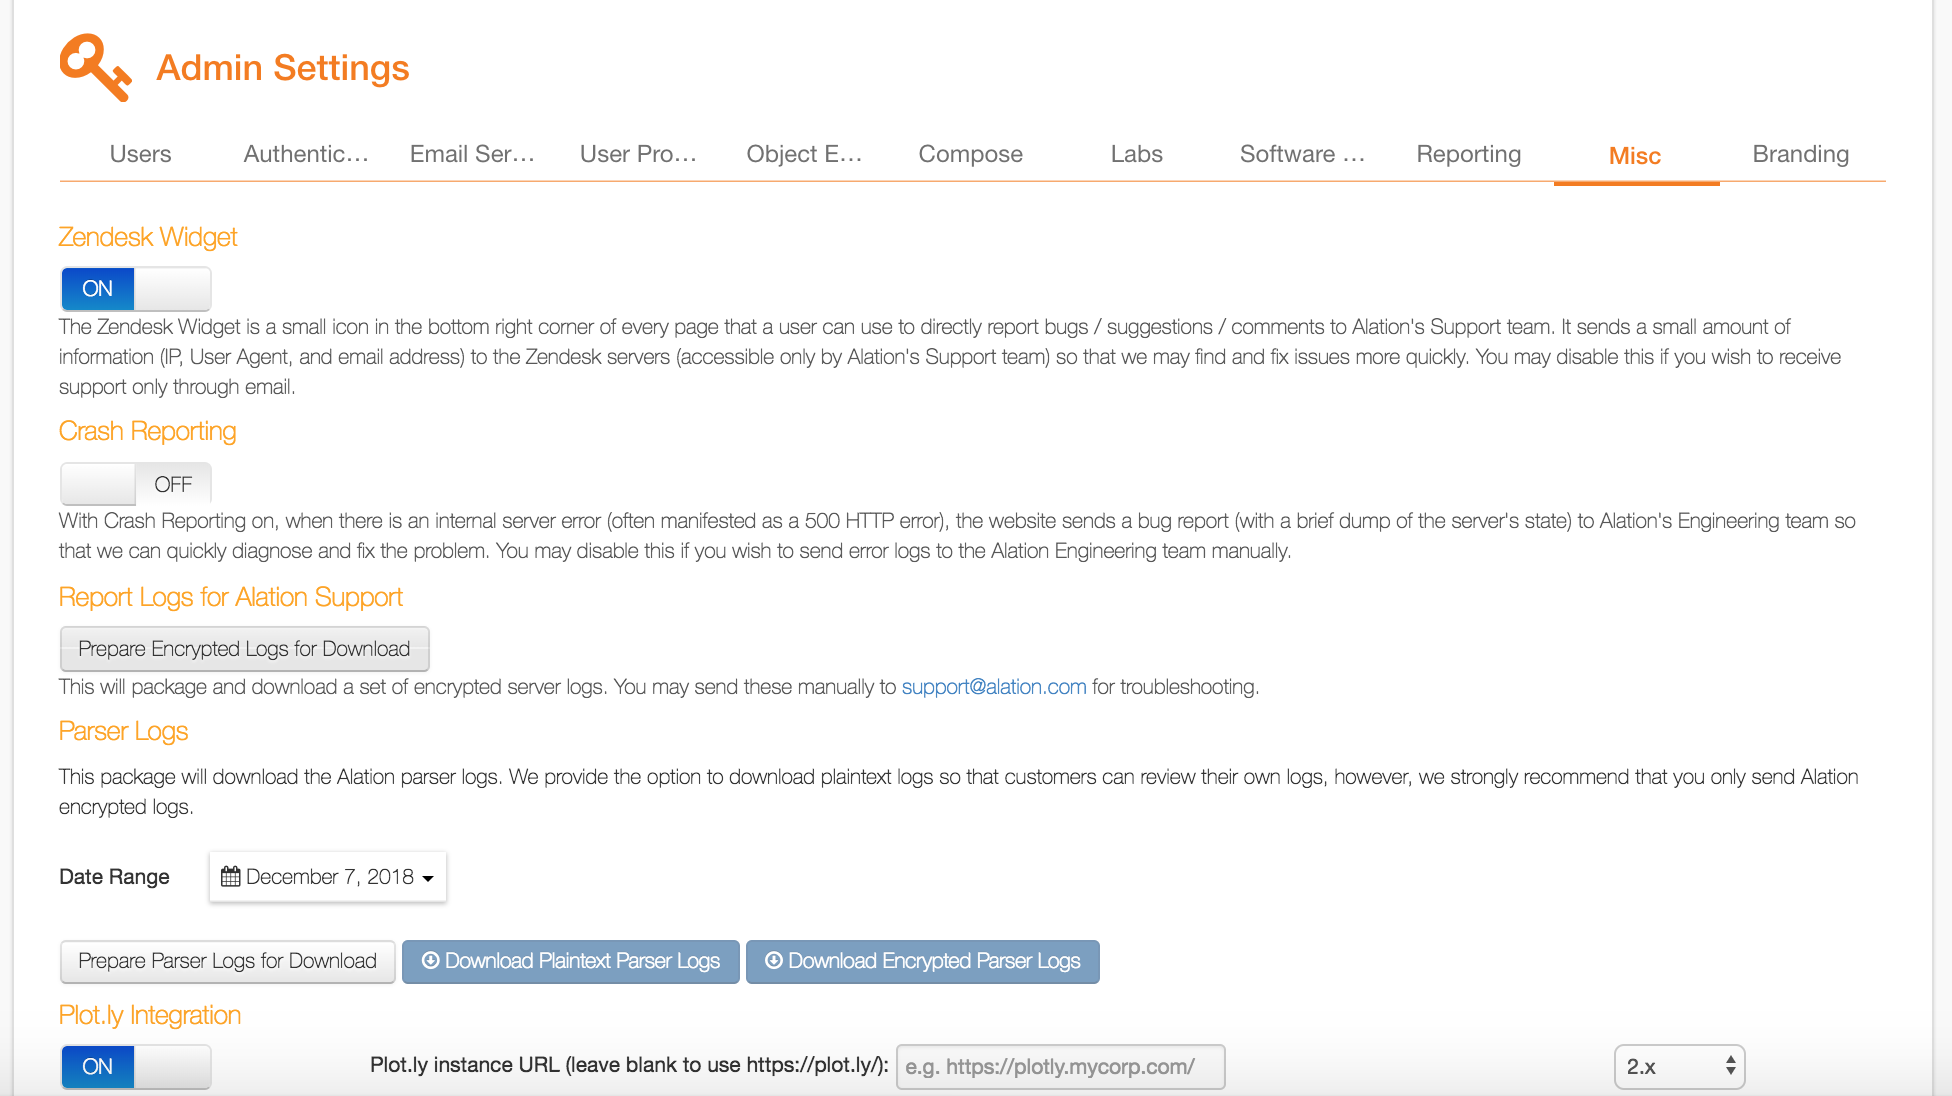 Admin Settings
Users Authentic... Email Ser... User Pro... Object E... Compose Labs Software ... Reporting Misc Branding
Zendesk Widget
ON
The Zendesk Widget is a small icon in the bottom right corner of every page that a user can use to directly report bugs / suggestions / comments to Alation's Support team. It sends a small amount of
information (IP, User Agent, and email address) to the Zendesk servers (accessible only by Alation's Support team) so that we may find and fix issues more quickly. You may disable this if you wish to receive
support only through email.
Crash Reporting
OFF
With Crash Reporting on, when there is an internal server error (often manifested as a 500 HTTP error), the website sends a bug report (with a brief dump of the server's state) to Alation's Engineering team so
that we can quickly diagnose and fix the problem. You may disable this if you wish to send error logs to the Alation Engineering team manually.
Report Logs for Alation Support
Prepare Encrypted Logs for Download
This will package and download a set of encrypted server logs. You may send these manually to support@alation.com for troubleshooting.
Parser Logs
This package will download the Alation parser logs. We provide the option to download plaintext logs so that customers can review their own logs, however, we strongly recommend that you only send Alation
encrypted logs.
Date Range December 7, 2018
Prepare Parser Logs for Download Download Plaintext Parser Logs Download Encrypted Parser Logs
Plot.ly Integration
ON Plot.ly instance URL (leave blank to use https://plot.ly/): e.g. https://plotly.mycorp.com/ 2.x